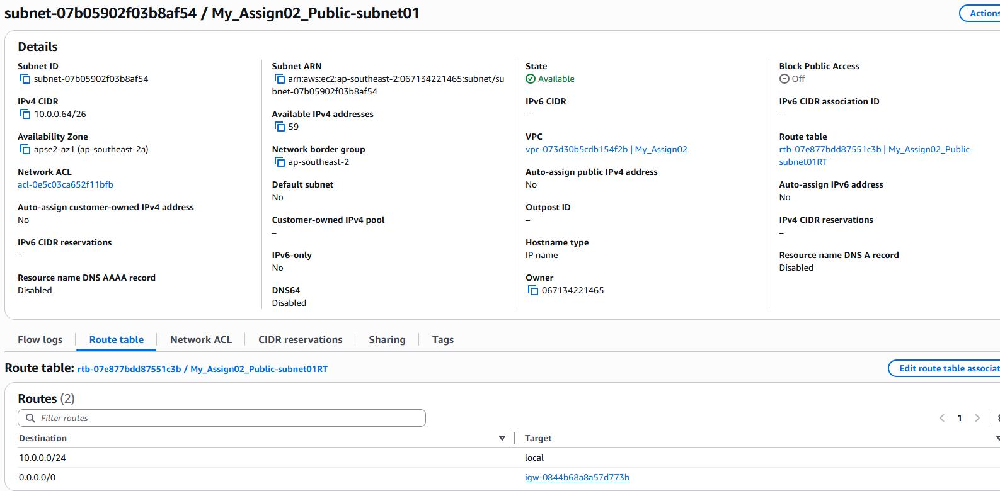 subnet-07b05902f03b8af54 / My_Assign02_Public-subnet01
Actions
Details
Subnet ID
subnet-07b05902f03b8af54
IPv4 CIDR
10.0.0.64/26
Availability Zone
apse2-az1 (ap-southeast-2a)
Network ACL
acl-0e5c03ca652f11bfb
Auto-assign customer-owned IPv4 address
No
IPv6 CIDR reservations
–
Resource name DNS AAAA record
Disabled
Subnet ARN
arn:aws:ec2:ap-southeast-2:067134221465:subnet/su
bnet-07b05902f03b8af54
Available IPv4 addresses
59
Network border group
ap-southeast-2
Default subnet
No
Customer-owned IPv4 pool
–
IPv6-only
No
DNS64
Disabled
State
Available
IPv6 CIDR
–
VPC
vpc-073d30b5cdb154f2b | My_Assign02
Auto-assign public IPv4 address
No
Outpost ID
–
Hostname type
IP name
Owner
067134221465
Block Public Access
Off
IPv6 CIDR association ID
–
Route table
rtb-07e877bdd87551c3b | My_Assign02_Public-
subnet01RT
Auto-assign IPv6 address
No
IPv4 CIDR reservations
–
Resource name DNS A record
Disabled
Flow logs
Route table
Network ACL
CIDR reservations
Sharing
Tags
Route table: rtb-07e877bdd87551c3b / My_Assign02_Public-subnet01RT
Edit route table associat
Routes (2)
Filter routes
1
Destination
Target
10.0.0.0/24
local
0.0.0.0/0
igw-0844b68a8a57d773b